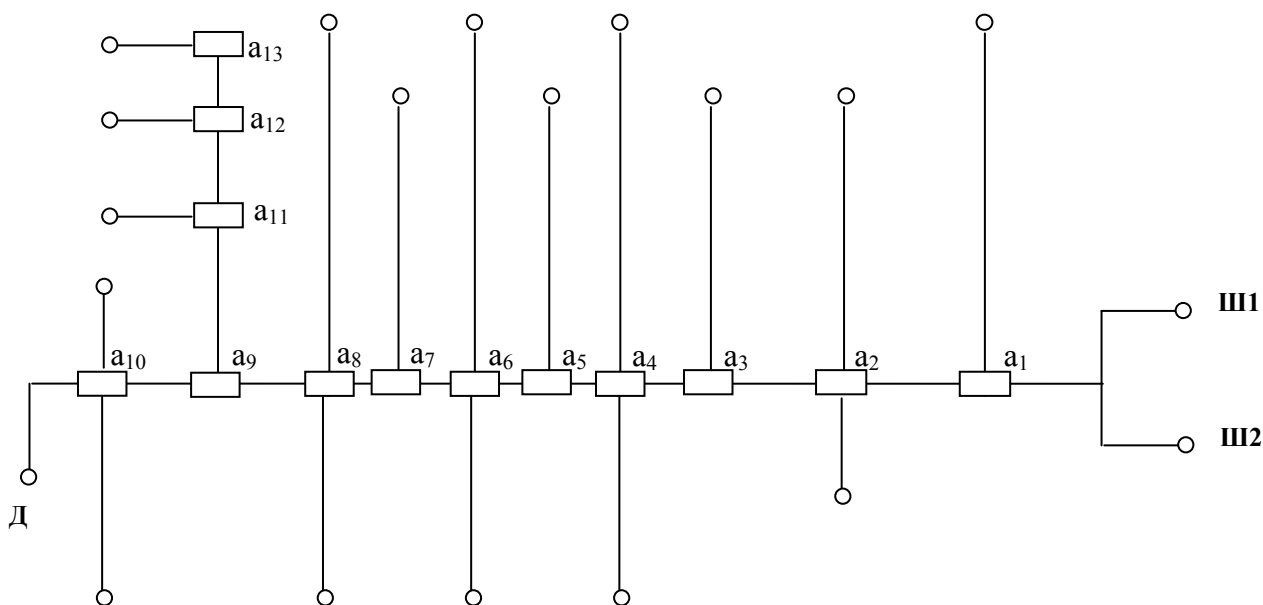 a₁₃
a₁₂
a₁₁
a₁₀ a₉ a₈ a₇ a₆ a₅ a₄ a₃ a₂ a₁
Ш1
Ш2
Д